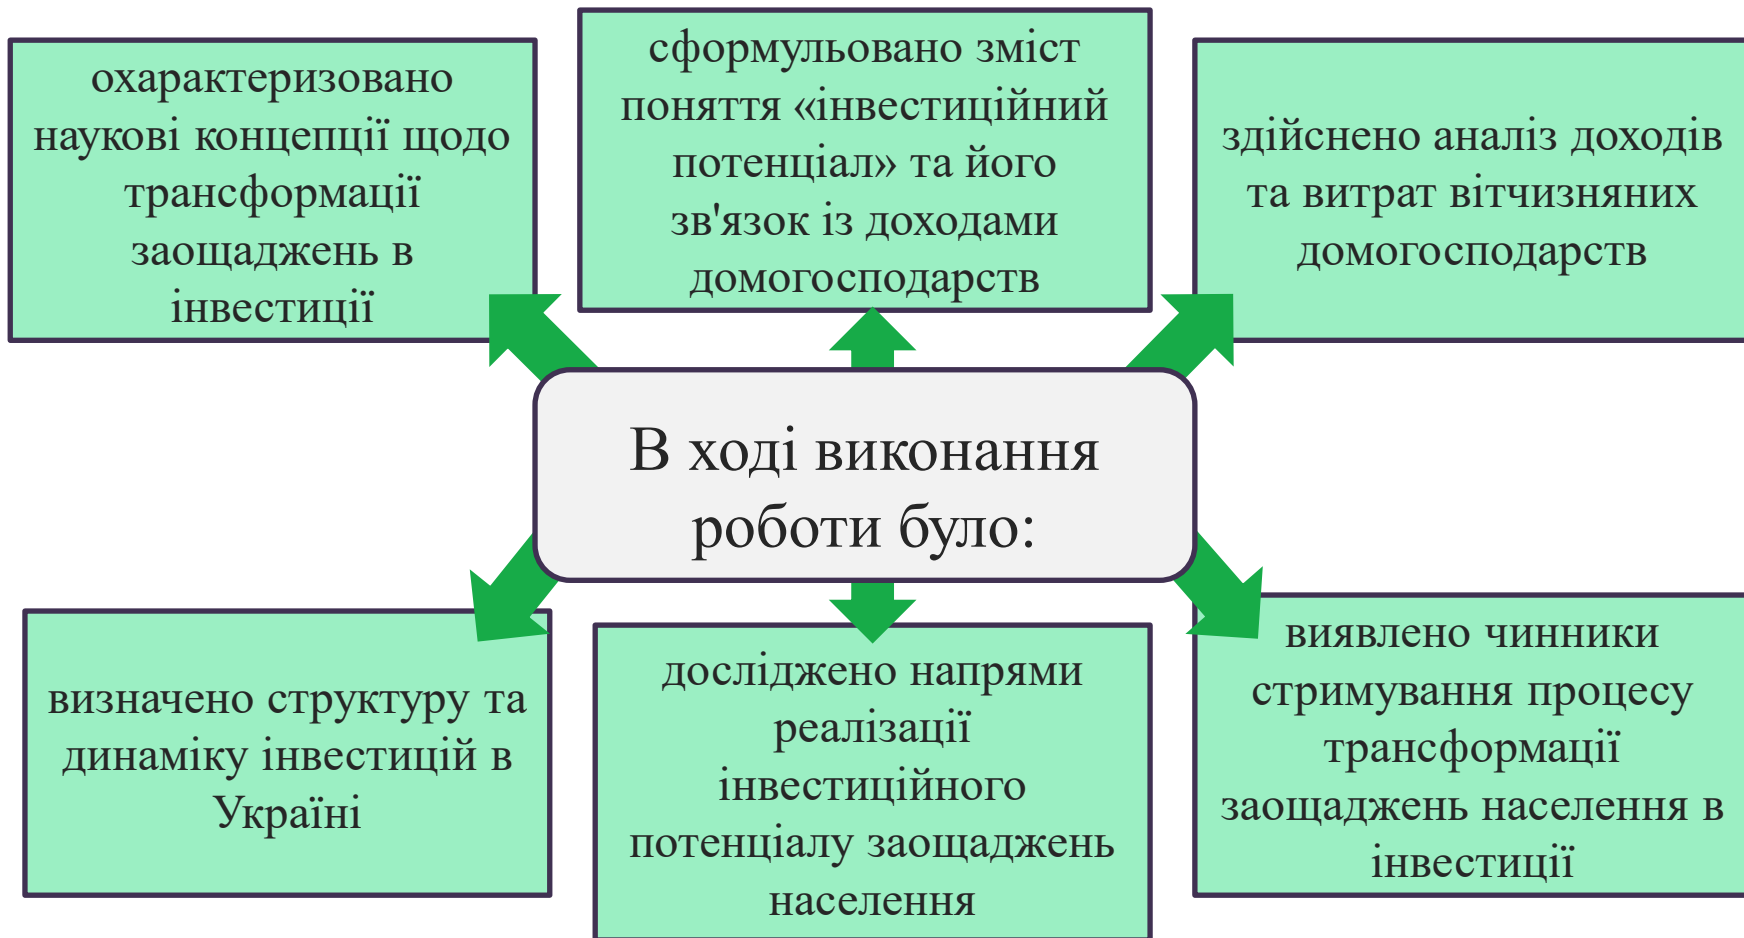 охарактеризовано
наукові концепції щодо
трансформації
заощаджень в
інвестиції
сформульовано зміст
поняття «інвестиційний
потенціал» та його
зв'язок із доходами
домогосподарств
здійснено аналіз доходів
та витрат вітчизняних
домогосподарств
В ході виконання
роботи було:
визначено структуру та
динаміку інвестицій в
Україні
досліджено напрями
реалізації
інвестиційного
потенціалу заощаджень
населення
виявлено чинники
стримування процесу
трансформації
заощаджень населення в
інвестиції